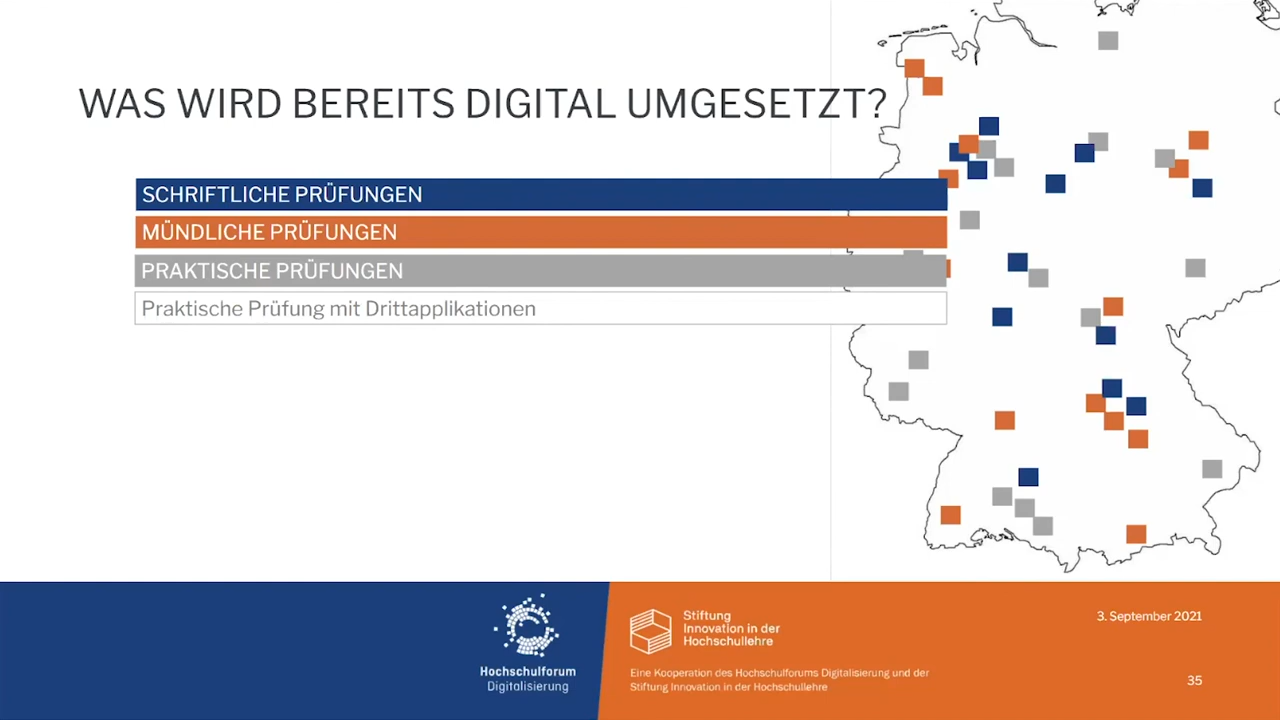 WAS WIRD BEREITS DIGITAL UMGESETZT?
SCHRIFTLICHE PRÜFUNGEN
MÜNDLICHE PRÜFUNGEN
PRAKTISCHE PRÜFUNGEN
Praktische Prüfung mit Drittapplikationen
Hochschulforum
Digitalisierung
Stiftung
Innovation in der
Hochschullehre
Eine Kooperation des Hochschulforums Digitalisierung und der
Stiftung Innovation in der Hochschullehre
3. September 2021
35